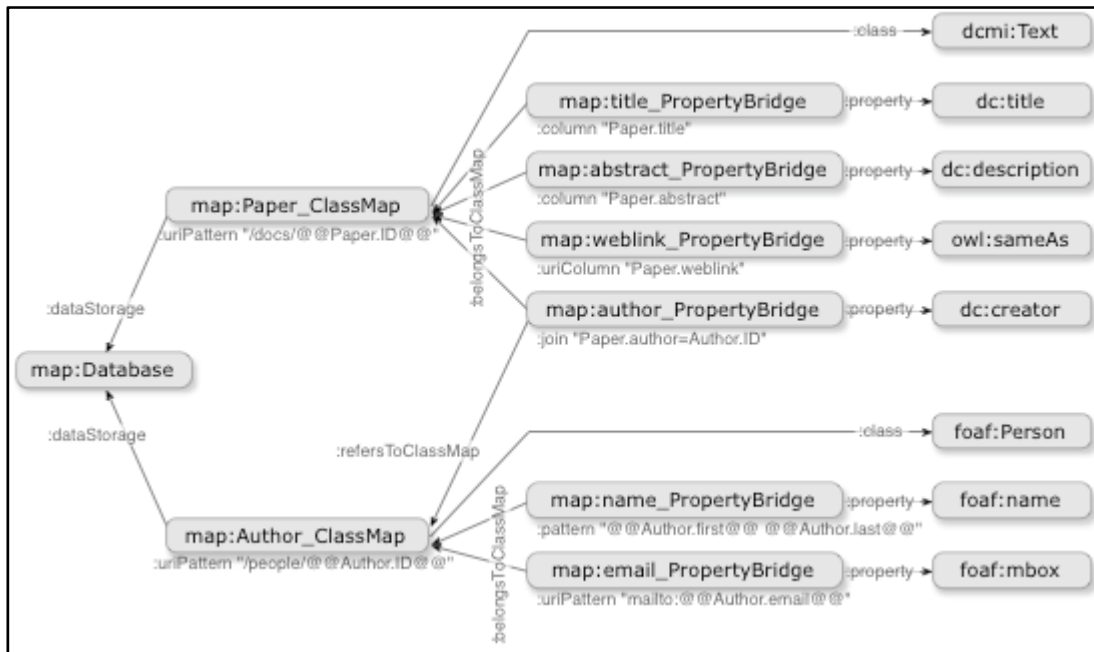 :class
dcmi:Text
map:title_PropertyBridge
:property
dc:title
:column "Paper.title"
map:abstract_PropertyBridge
:property
dc:description
:column "Paper.abstract"
:belongsToClassMap
map:Paper_ClassMap
:uriPattern "/docs/@@Paper.ID@@"
map:weblink_PropertyBridge
:property
owl:sameAs
:uriColumn "Paper.weblink"
:dataStorage
map:author_PropertyBridge
:property
dc:creator
:join "Paper.author=Author.ID"
map:Database
:dataStorage
:refersToClassMap
:class
foaf:Person
map:name_PropertyBridge
:property
foaf:name
:pattern "@@Author.first@@ @@Author.last@@"
:belongsToClassMap
map:Author_ClassMap
:uriPattern "/people/@@Author.ID@@"
map:email_PropertyBridge
:property
foaf:mbox
:uriPattern "mailto:@@Author.email@@"